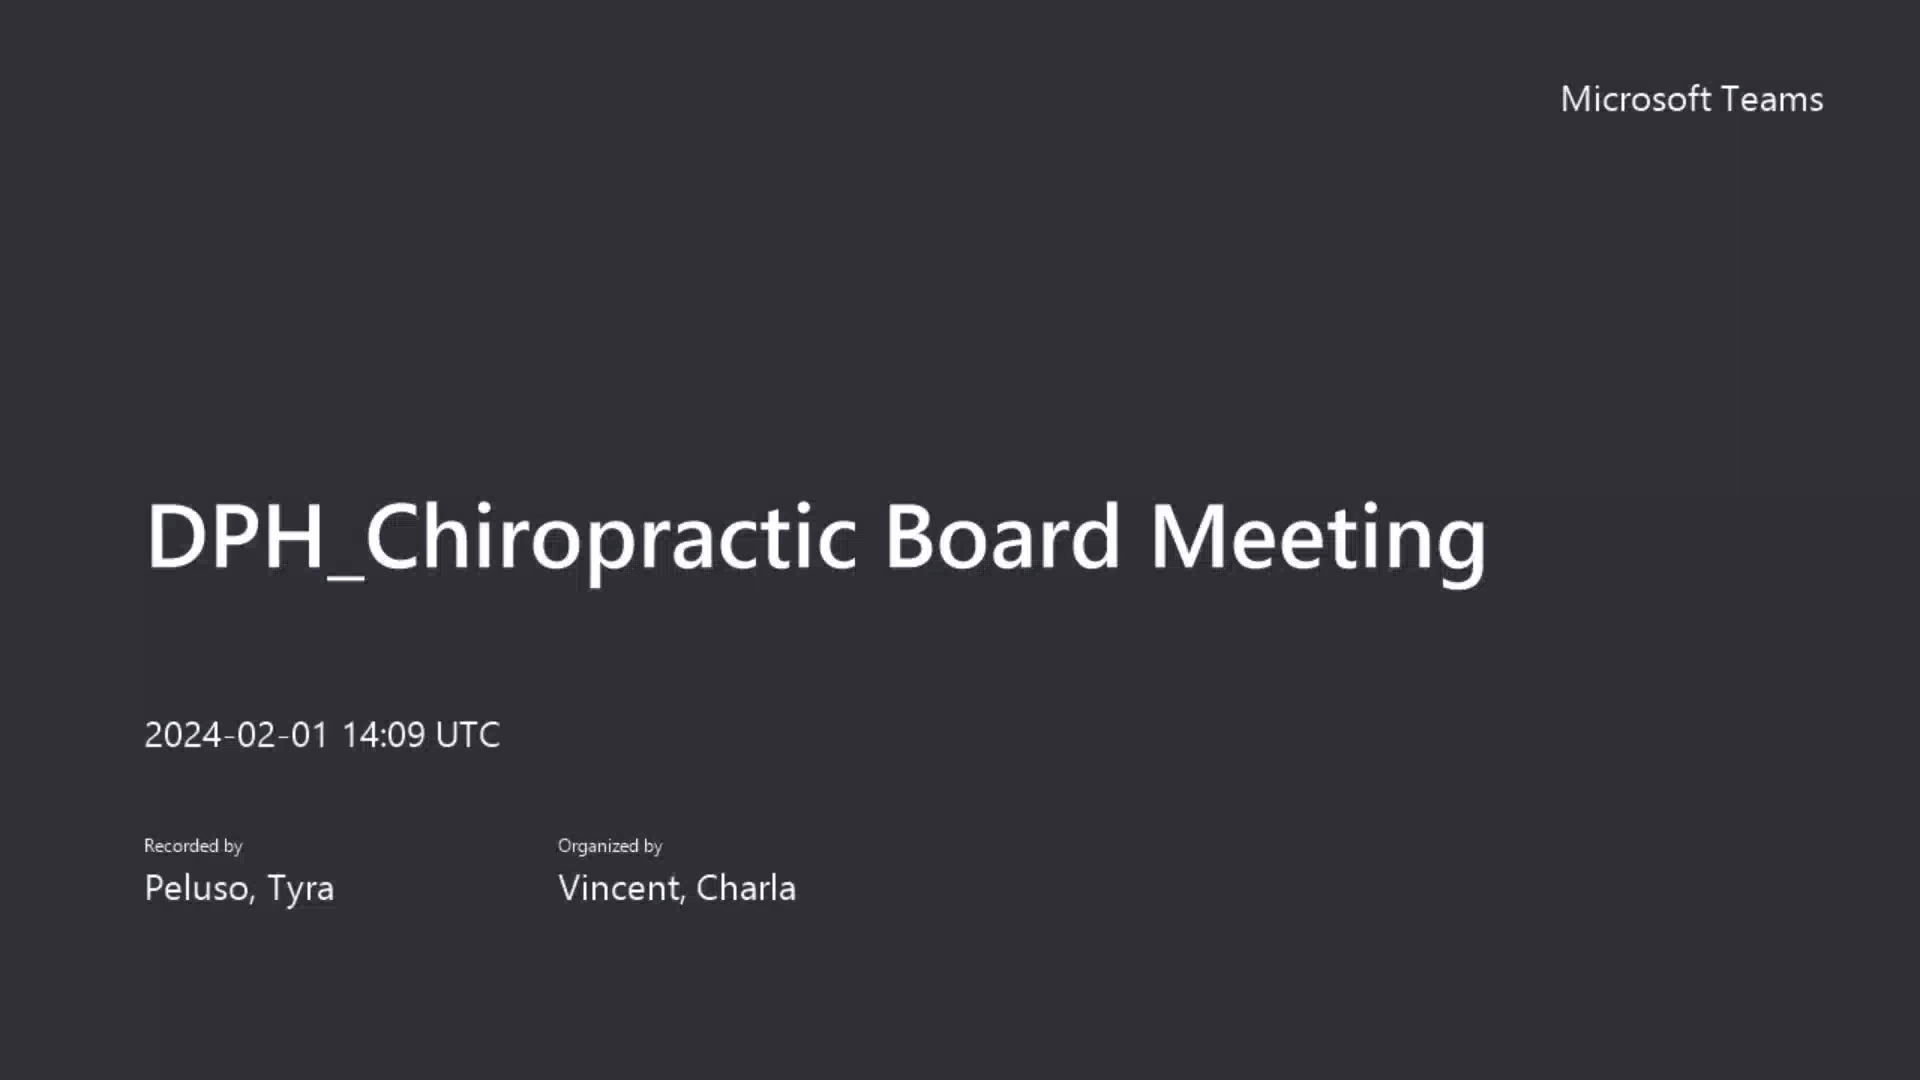 Microsoft Teams
DPH_Chiropractic Board Meeting
2024-02-01 14:09 UTC
Recorded by
Organized by
Peluso, Tyra
Vincent, Charla